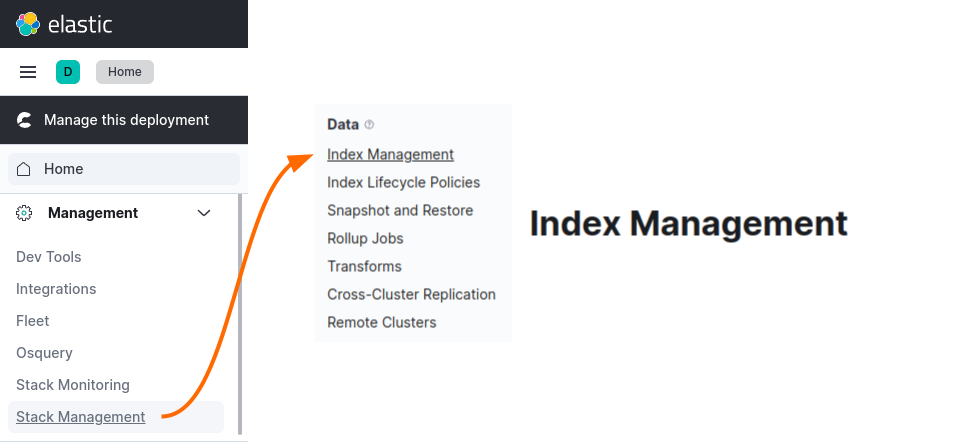 elastic
D
Home
Manage this deployment
Home
Management
Dev Tools
Integrations
Fleet
Osquery
Stack Monitoring
Stack Management
Data ?
Index Management
Index Lifecycle Policies
Snapshot and Restore
Rollup Jobs
Transforms
Cross-Cluster Replication
Remote Clusters
Index Management